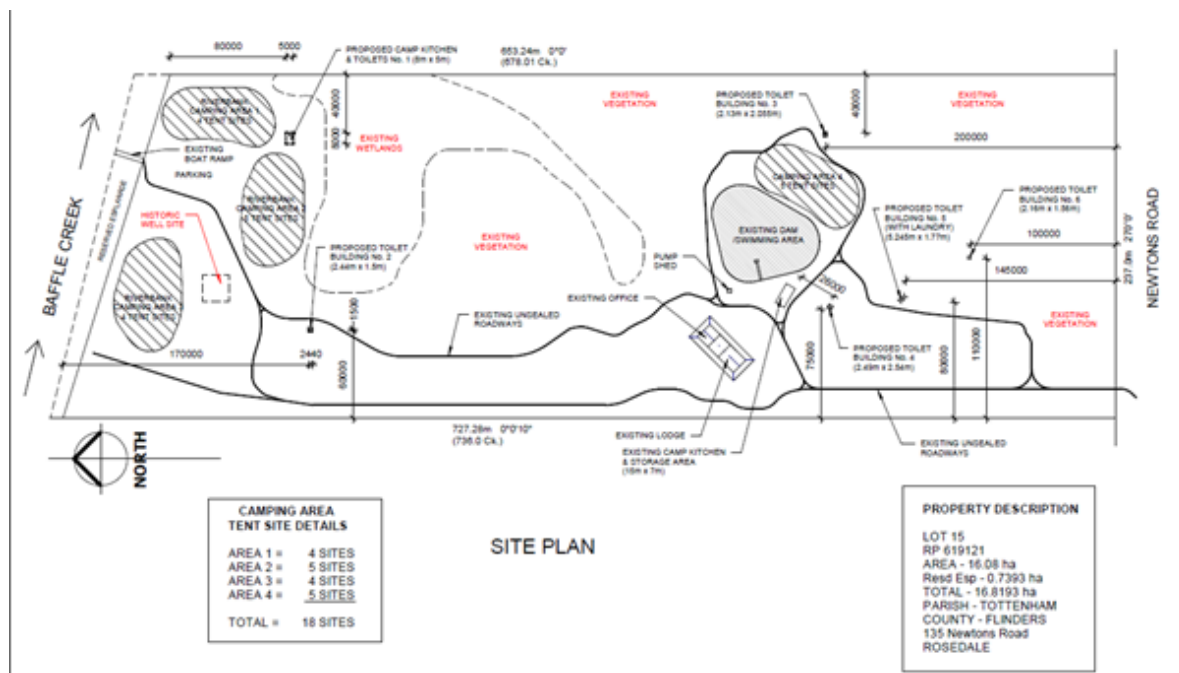 80000
5000
PROPOSED CAMP KITCHEN
& TOILETS No. 1 (8m x 5m)
653.24m 0°0'
(678.01 Ck.)
RIVERBANK
CAMPING AREA 1
4 TENT SITES
40000
8000
EXISTING
WETLANDS
EXISTING
VEGETATION
PROPOSED TOILET
BUILDING No. 3
(2.13m x 2.055m)
40000
EXISTING
VEGETATION
200000
EXISTING
BOAT RAMP
PARKING
BAFFLE CREEK
RESERVED ESPLANADE
HISTORIC
WELL SITE
RIVERBANK
CAMPING AREA 2
5 TENT SITES
EXISTING
VEGETATION
PROPOSED TOILET
BUILDING No. 2
(2.44m x 1.5m)
CAMPING AREA 4
5 TENT SITES
EXISTING DAM
/SWIMMING AREA
PUMP
SHED
PROPOSED TOILET
BUILDING No. 5
(WITH LAUNDRY)
(5.245m x 1.77m)
PROPOSED TOILET
BUILDING No. 6
(2.16m x 1.56m)
100000
145000
237.0m 270°0'
NEWTONS ROAD
RIVERBANK
CAMPING AREA 3
4 TENT SITES
EXISTING OFFICE
26000
EXISTING
VEGETATION
170000
2440
1500
60000
EXISTING UNSEALED
ROADWAYS
75000
PROPOSED TOILET
BUILDING No. 4
(2.49m x 2.54m)
80000
110000
727.28m 0°0'10"
(736.0 Ck.)
EXISTING LODGE
EXISTING CAMP KITCHEN
& STORAGE AREA
(16m x 7m)
EXISTING UNSEALED
ROADWAYS
NORTH
CAMPING AREA
TENT SITE DETAILS
AREA 1 = 4 SITES
AREA 2 = 5 SITES
AREA 3 = 4 SITES
AREA 4 = 5 SITES
TOTAL = 18 SITES
SITE PLAN
PROPERTY DESCRIPTION
LOT 15
RP 619121
AREA - 16.08 ha
Resd Esp - 0.7393 ha
TOTAL - 16.8193 ha
PARISH - TOTTENHAM
COUNTY - FLINDERS
135 Newtons Road
ROSEDALE